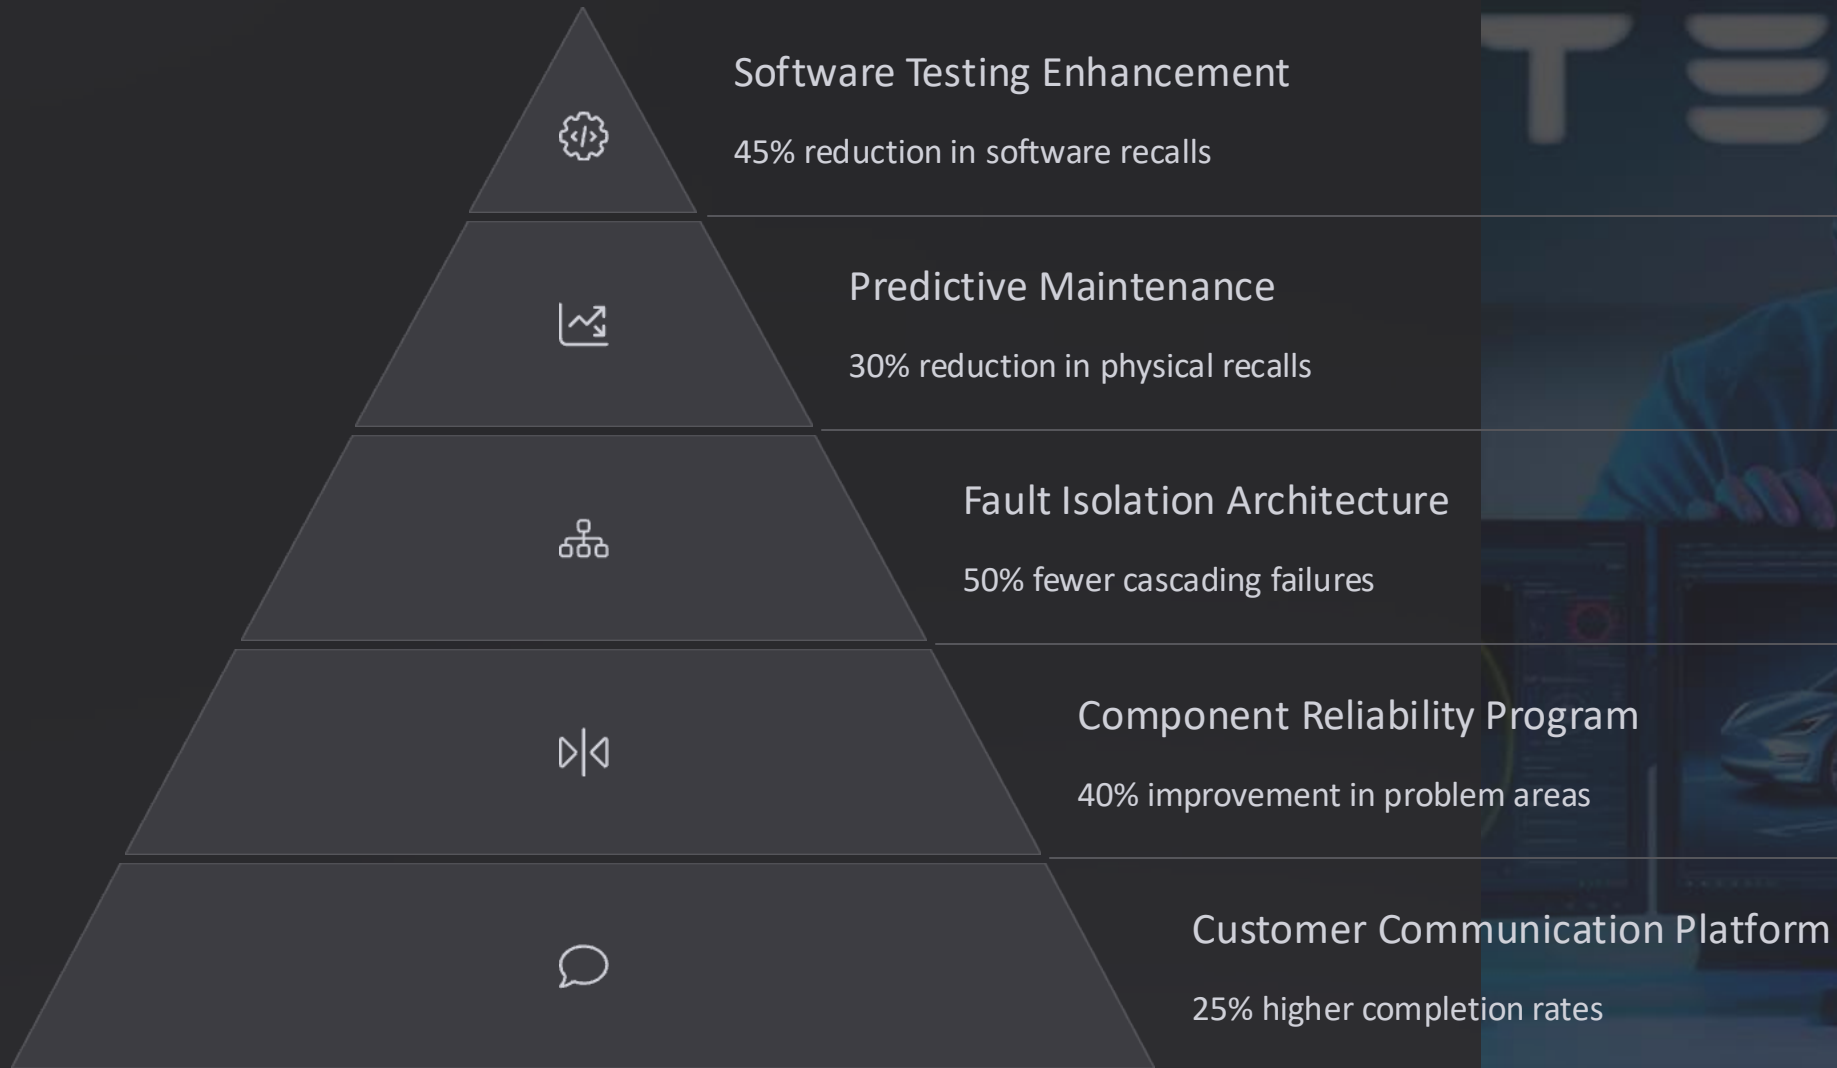 Software Testing Enhancement
45% reduction in software recalls
Predictive Maintenance
30% reduction in physical recalls
Fault Isolation Architecture
50% fewer cascading failures
Component Reliability Program
40% improvement in problem areas
Customer Communication Platform
25% higher completion rates